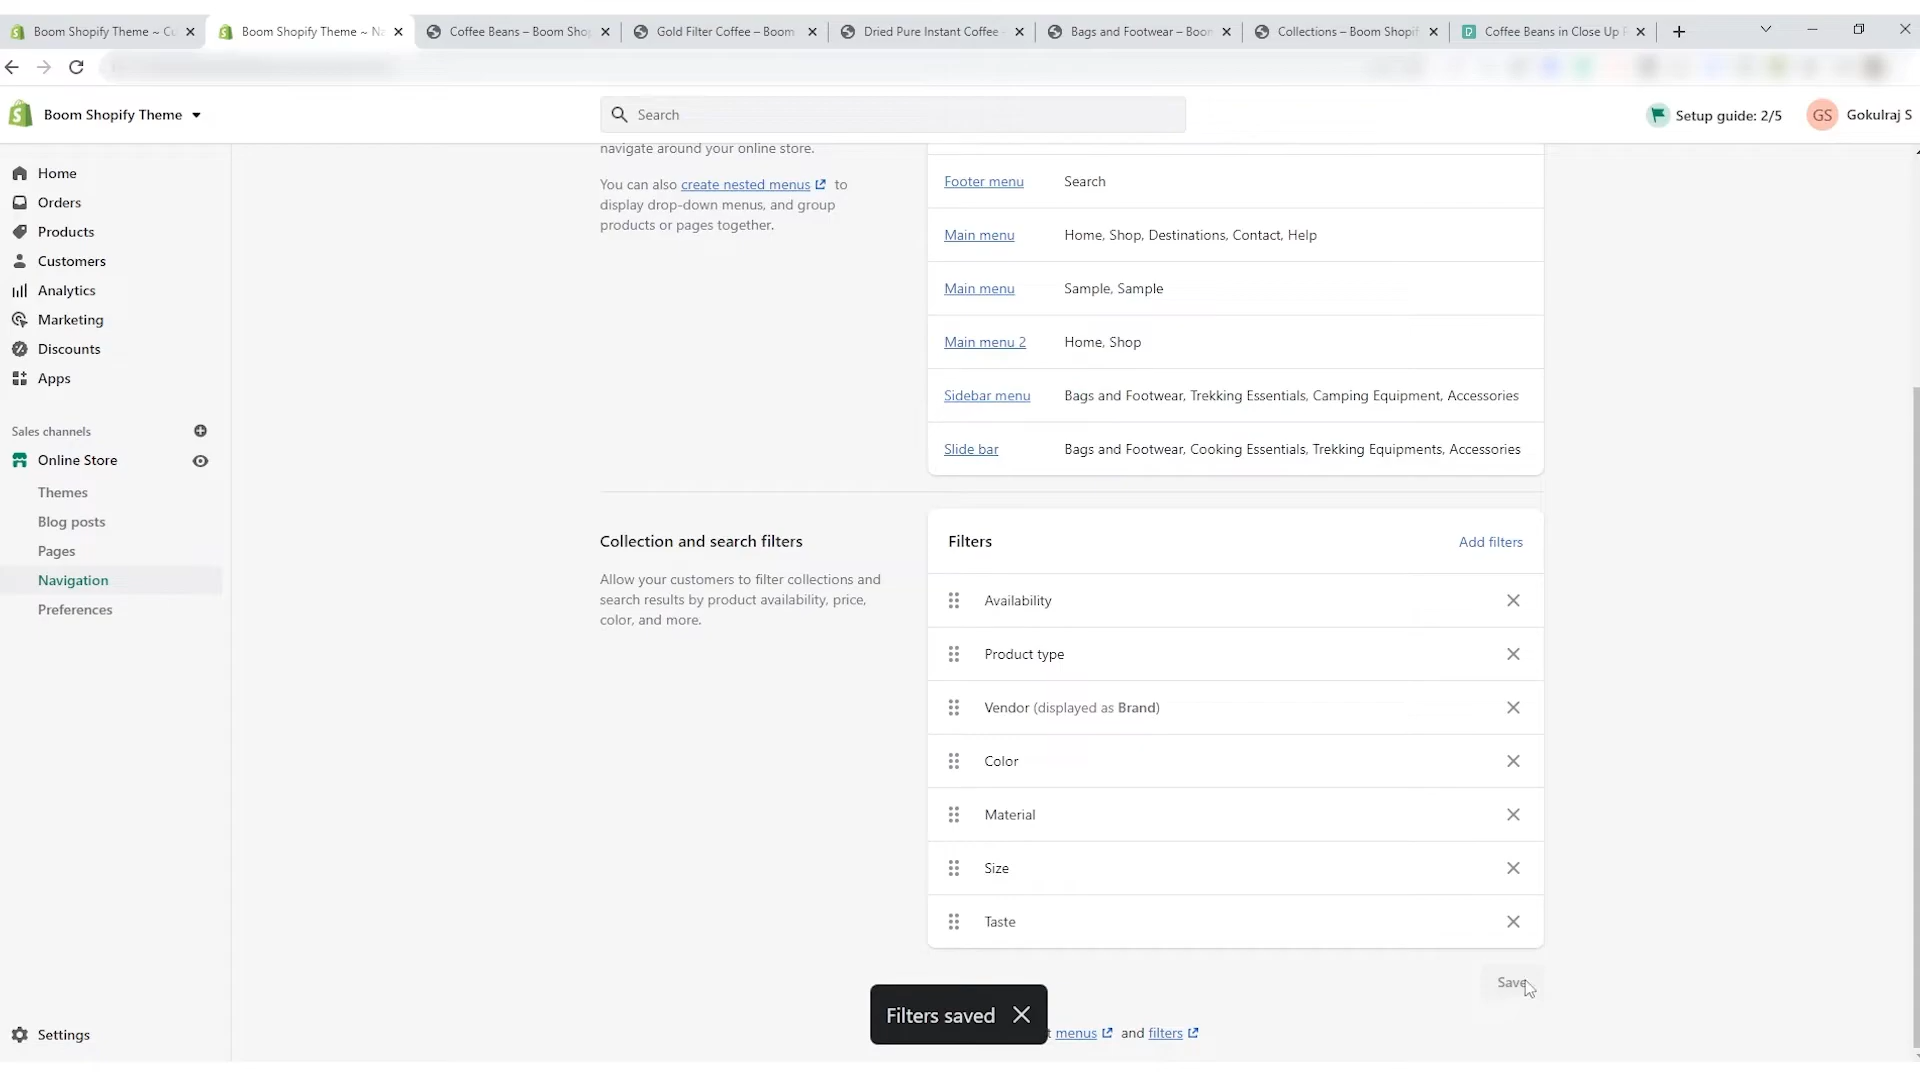 Boom Shopify Theme ~ Cu
Boom Shopify Theme ~ Na
Coffee Beans – Boom Shop
Gold Filter Coffee – Boom
Dried Pure Instant Coffee
Bags and Footwear – Boom
Collections – Boom Shopif
Coffee Beans in Close Up P
Boom Shopify Theme
Search
Setup guide: 2/5
GS
Gokulraj S
Home
Orders
Products
Customers
Analytics
Marketing
Discounts
Apps
Sales channels
Online Store
Themes
Blog posts
Pages
Navigation
Preferences
Settings
navigate around your online store.
You can also create nested menus to
display drop-down menus, and group
products or pages together.
Footer menu Search
Main menu Home, Shop, Destinations, Contact, Help
Main menu Sample, Sample
Main menu 2 Home, Shop
Sidebar menu Bags and Footwear, Trekking Essentials, Camping Equipment, Accessories
Slide bar Bags and Footwear, Cooking Essentials, Trekking Equipments, Accessories
Collection and search filters
Allow your customers to filter collections and
search results by product availability, price,
color, and more.
Filters
Add filters
Availability
Product type
Vendor (displayed as Brand)
Color
Material
Size
Taste
Save
Filters saved
t menus and filters